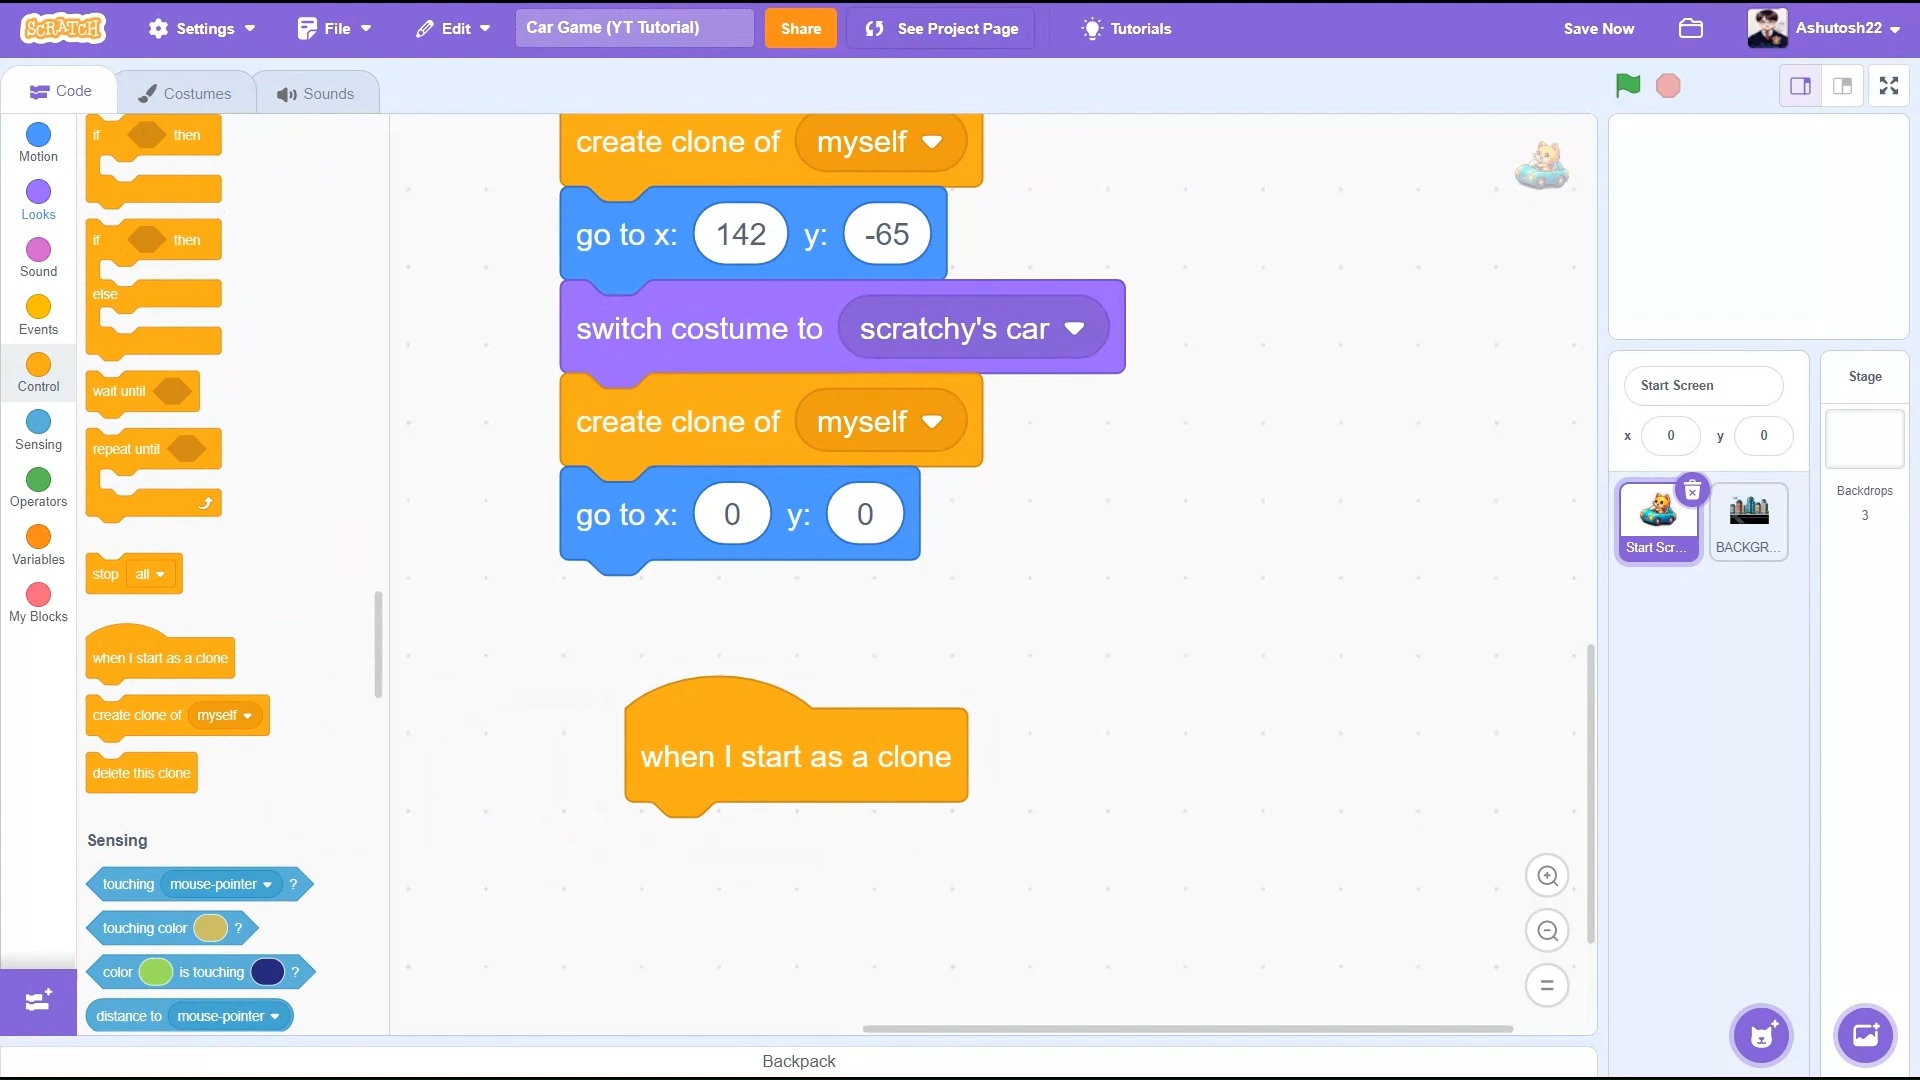 SCRATCH
Settings
File
Edit
Car Game (YT Tutorial)
Share
See Project Page
Tutorials
Save Now
Ashutosh22
Code
Costumes
Sounds
Motion
Looks
Sound
Events
Control
Sensing
Operators
Variables
My Blocks
if then
if then
else
wait until
repeat until
stop all
when I start as a clone
create clone of myself
delete this clone
Sensing
touching mouse-pointer ?
touching color ?
color is touching ?
distance to mouse-pointer
create clone of myself
go to x: 142 y: -65
switch costume to scratchy's car
create clone of myself
go to x: 0 y: 0
when I start as a clone
Start Screen
x 0 y 0
Start Scr...
BACKGR...
Stage
Backdrops
3
Backpack